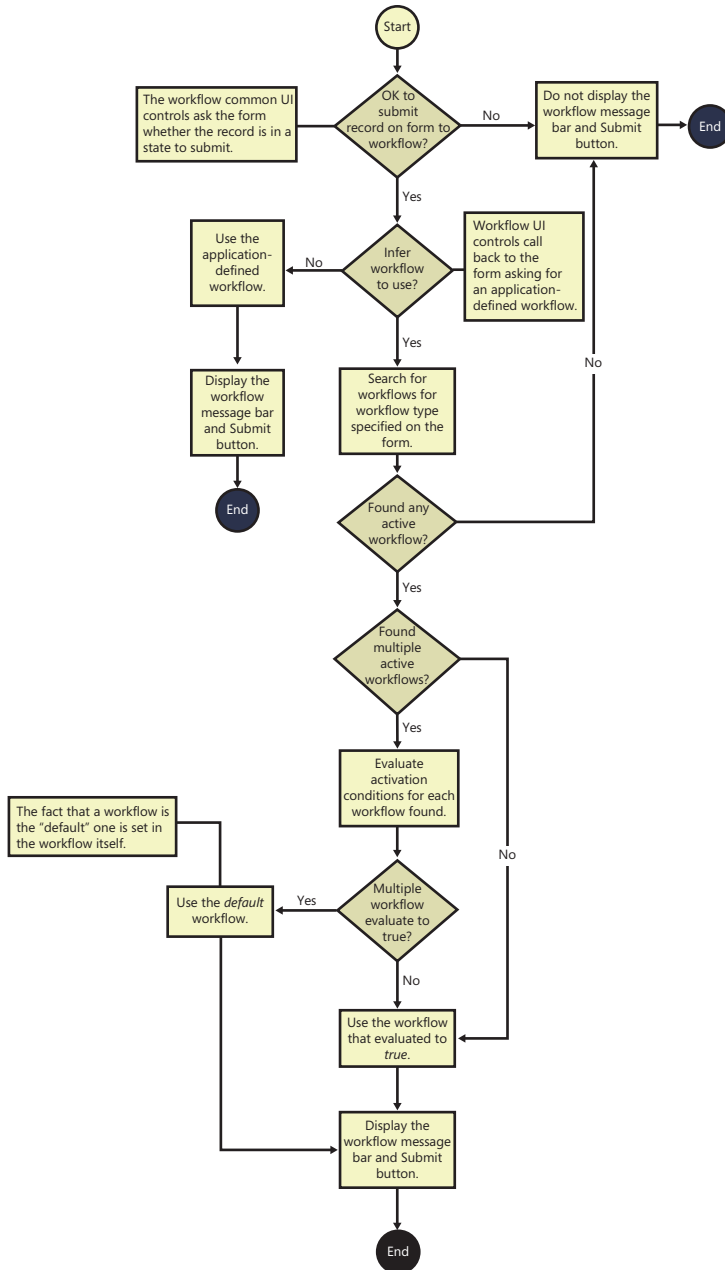 Start
OK to
submit
record on form to
workflow?
The workflow common UI
controls ask the form
whether the record is in a
state to submit.
No
Do not display the
workflow message
bar and Submit
button.
End
Yes
Use the
application-
defined
workflow.
No
Infer
workflow
to use?
Workflow UI
controls call
back to the
form asking for
an application-
defined workflow.
Yes
No
Display the
workflow
message bar
and Submit
button.
Search for
workflows for
workflow type
specified on the
form.
End
Found any
active
workflow?
Yes
Found
multiple
active
workflows?
Yes
Evaluate
activation
conditions for each
workflow found.
The fact that a workflow is
the “default” one is set in
the workflow itself.
No
Use the default
workflow.
Yes
Multiple
workflow
evaluate to
true?
No
Use the workflow
that evaluated to
true.
Display the
workflow message
bar and Submit
button.
End